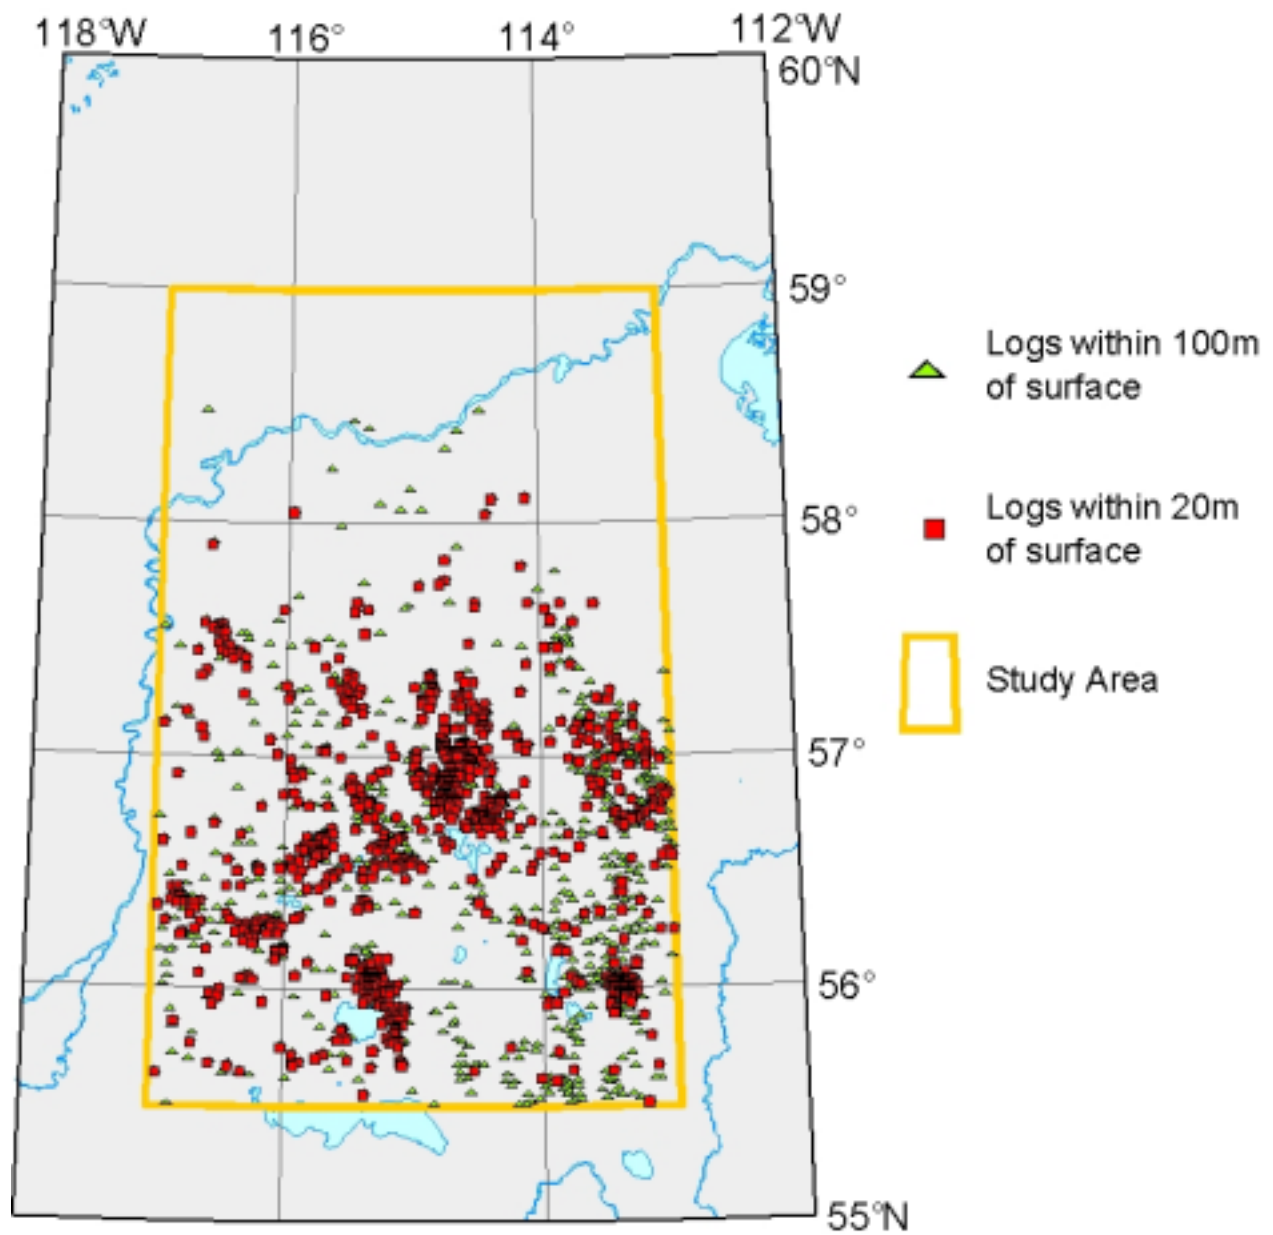 118°W 116° 114° 112°W
60°N
59°
Logs within 100m
of surface
58°
Logs within 20m
of surface
Study Area
57°
56°
55°N